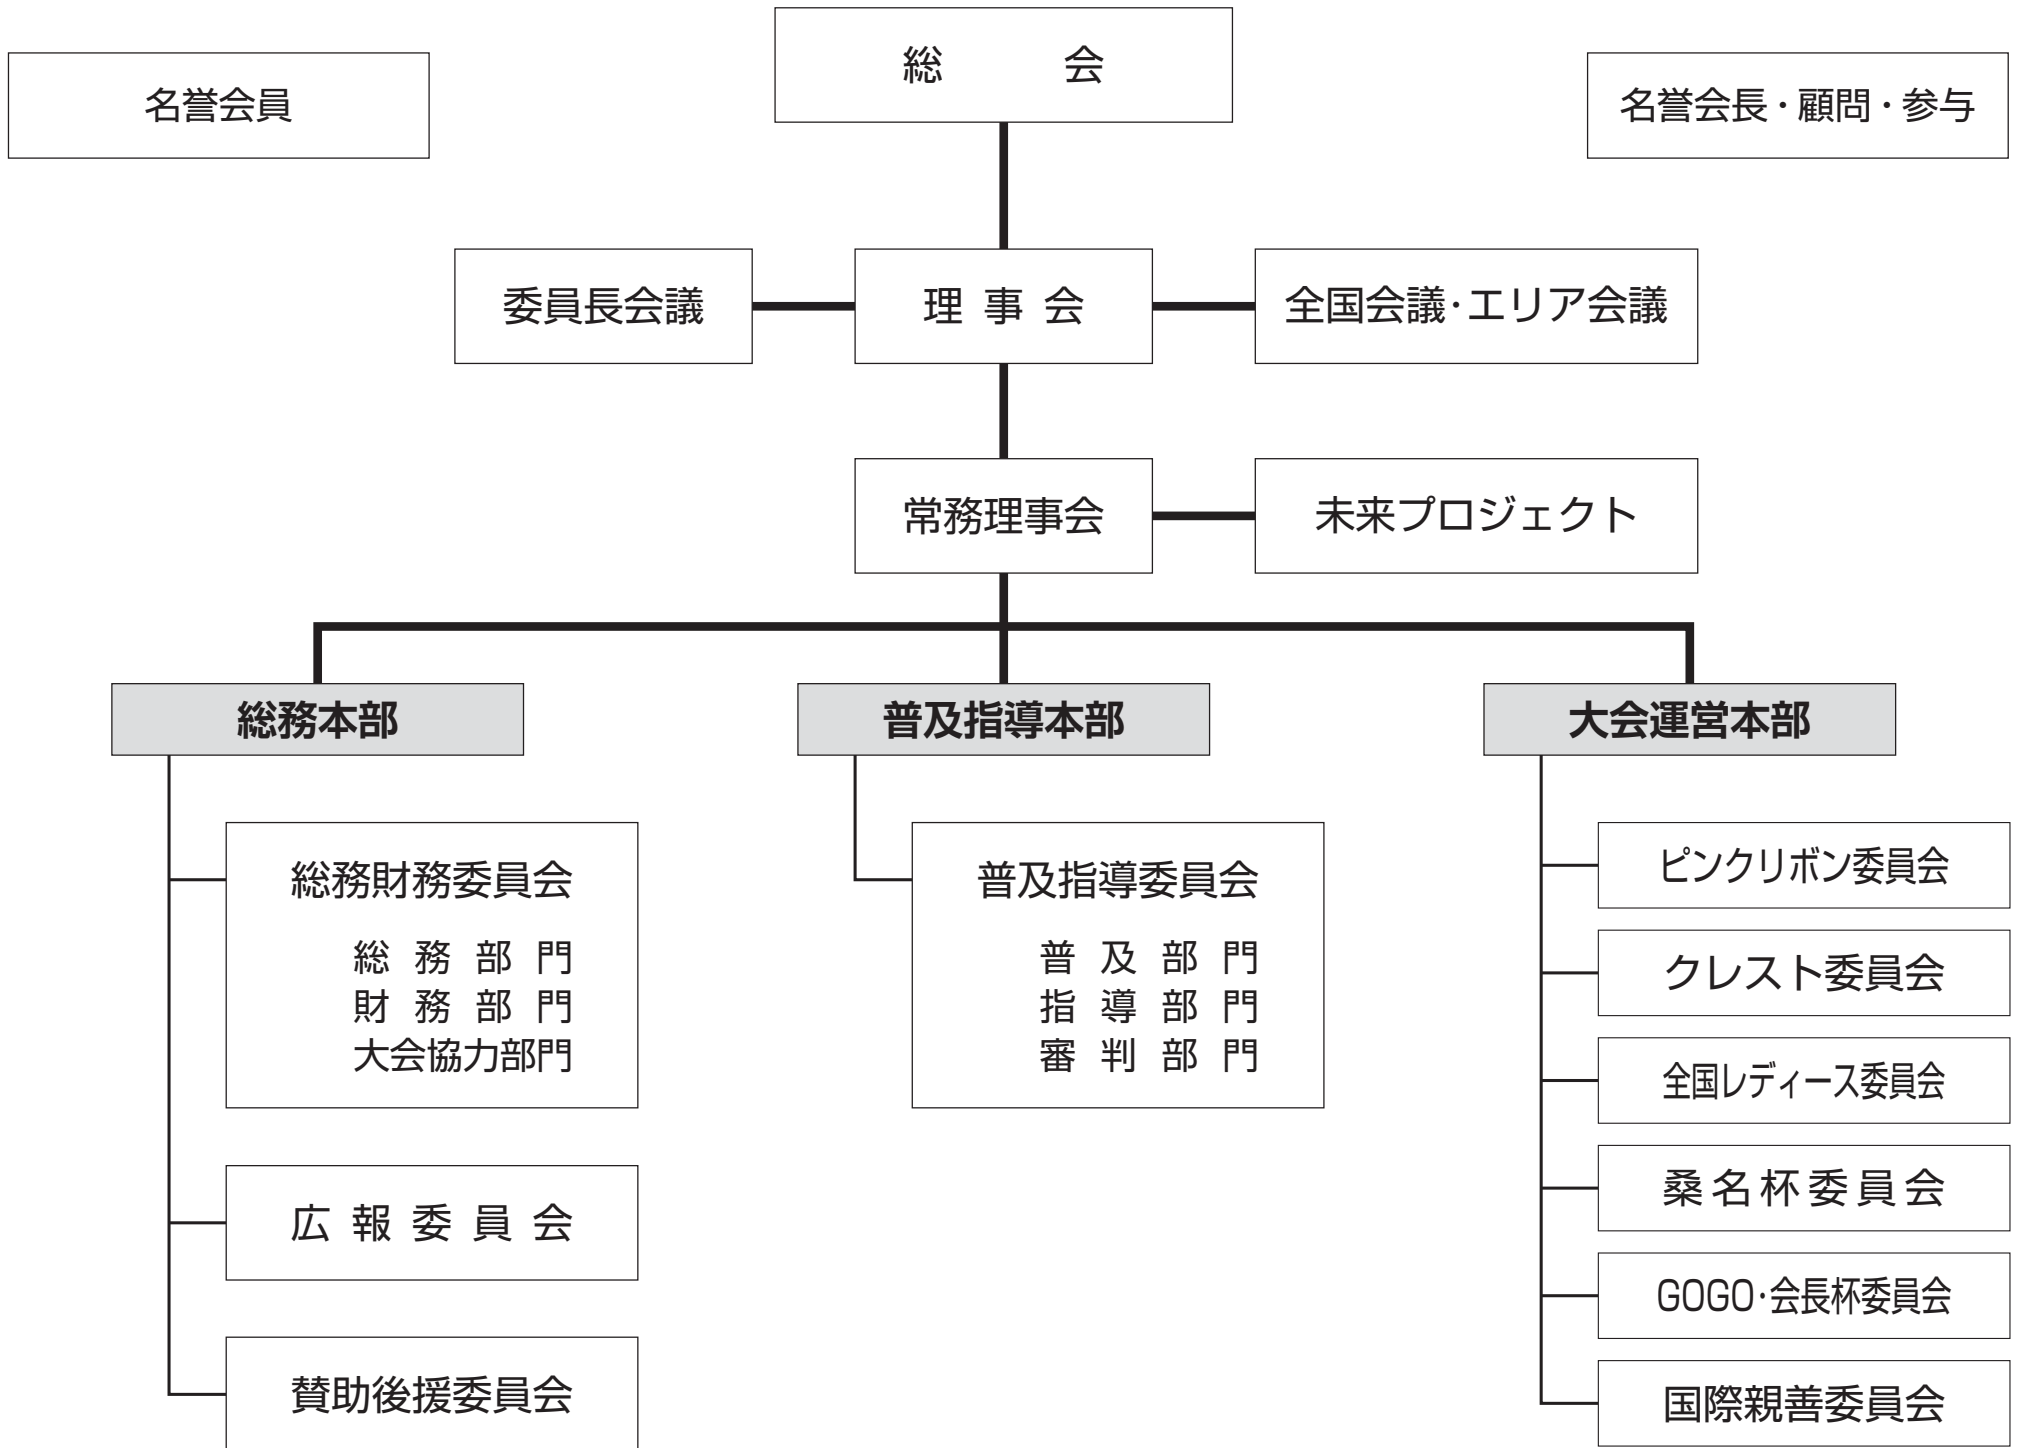 総会
名誉会員
名誉会長・顧問・参与
委員長会議
理事会
全国会議・エリア会議
常務理事会
未来プロジェクト
総務本部
普及指導本部
大会運営本部
総務財務委員会
総務部門
財務部門
大会協力部門
広報委員会
賛助後援委員会
普及指導委員会
普及部門
指導部門
審判部門
ピンクリボン委員会
クレスト委員会
全国レディース委員会
桑名杯委員会
GOGO・会長杯委員会
国際親善委員会